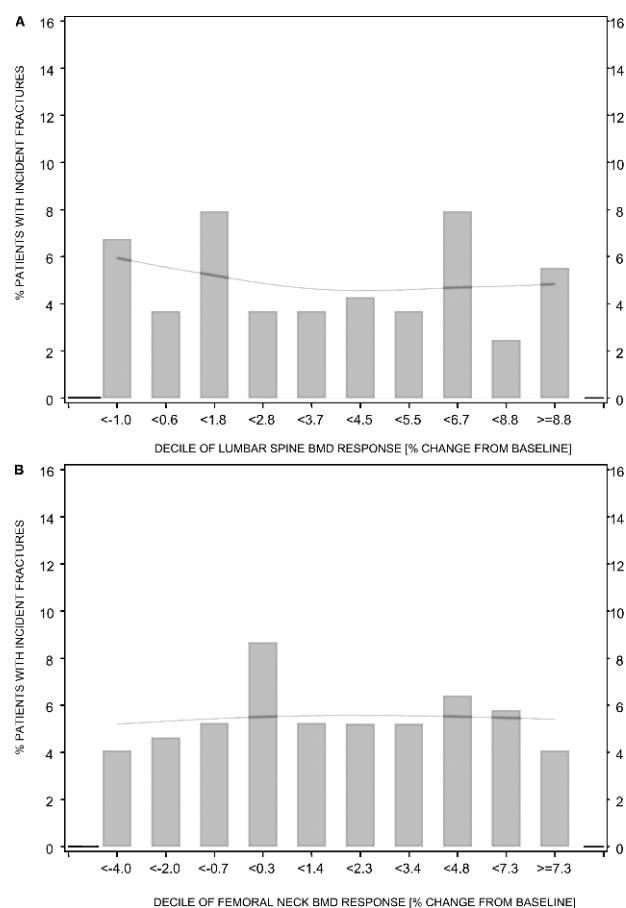 A
16 16
14 14
12 12
10 10
8 8
6 6
4 4
2 2
0 0
% PATIENTS WITH INCIDENT FRACTURES
<-1.0 <0.6 <1.8 <2.8 <3.7 <4.5 <5.5 <6.7 <8.8 >=8.8
DECILE OF LUMBAR SPINE BMD RESPONSE [% CHANGE FROM BASELINE]
B
16 16
14 14
12 12
10 10
8 8
6 6
4 4
2 2
0 0
% PATIENTS WITH INCIDENT FRACTURES
<-4.0 <-2.0 <-0.7 <0.3 <1.4 <2.3 <3.4 <4.8 <7.3 >=7.3
DECILE OF FEMORAL NECK BMD RESPONSE [% CHANGE FROM BASELINE]